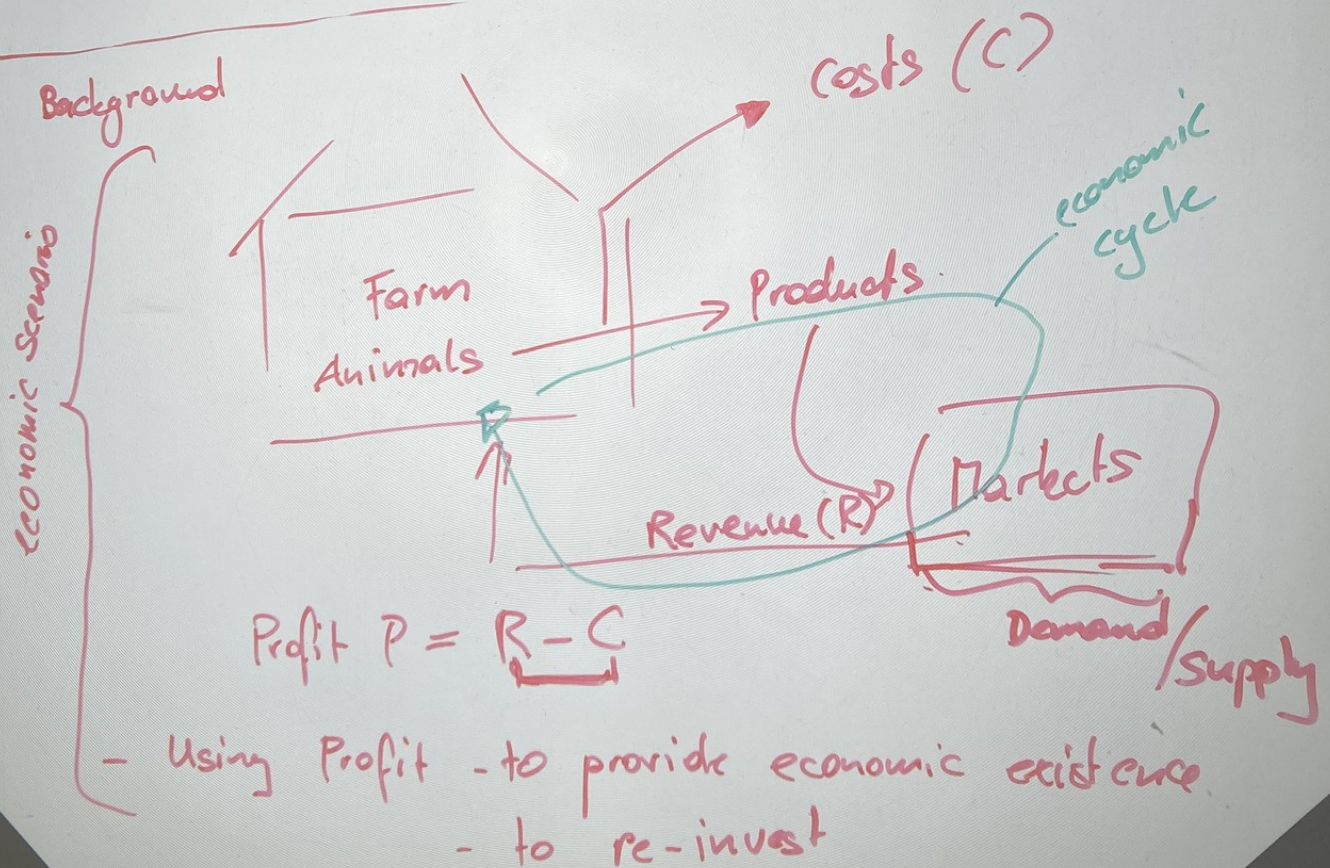 Background
Costs (C)
economic
cycle
economic Scenario
Farm
Animals
Products
Markets
Revenue (R)
Demand/
Supply
Profit P = R - C
- Using Profit - to provide economic existence
- to re-invest